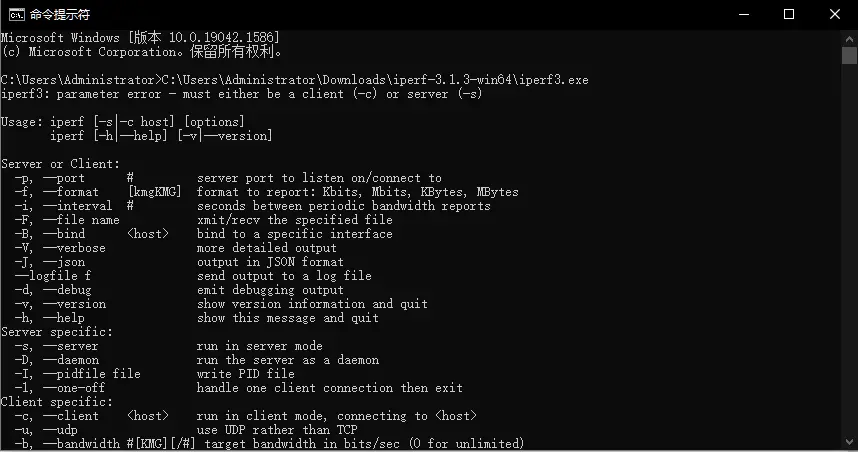 命令提示符
Microsoft Windows [版本 10.0.19042.1586]
(c) Microsoft Corporation。保留所有权利。
C:\Users\Administrator>C:\Users\Administrator\Downloads\iperf-3.1.3-win64\iperf3.exe
iperf3: parameter error - must either be a client (-c) or server (-s)
Usage: iperf [-s|-c host] [options]
       iperf [-h|--help] [-v|--version]
Server or Client:
  -p, --port      #         server port to listen on/connect to
  -f, --format    [kmgKMG]  format to report: Kbits, Mbits, KBytes, MBytes
  -i, --interval  #         seconds between periodic bandwidth reports
  -F, --file name           xmit/recv the specified file
  -B, --bind      <host>    bind to a specific interface
  -V, --verbose             more detailed output
  -J, --json                output in JSON format
  --logfile f               send output to a log file
  -d, --debug               emit debugging output
  -v, --version             show version information and quit
  -h, --help                show this message and quit
Server specific:
  -s, --server              run in server mode
  -D, --daemon              run the server as a daemon
  -I, --pidfile file        write PID file
  -1, --one-off             handle one client connection then exit
Client specific:
  -c, --client    <host>    run in client mode, connecting to <host>
  -u, --udp                 use UDP rather than TCP
  -b, --bandwidth #[KMG][/#] target bandwidth in bits/sec (0 for unlimited)